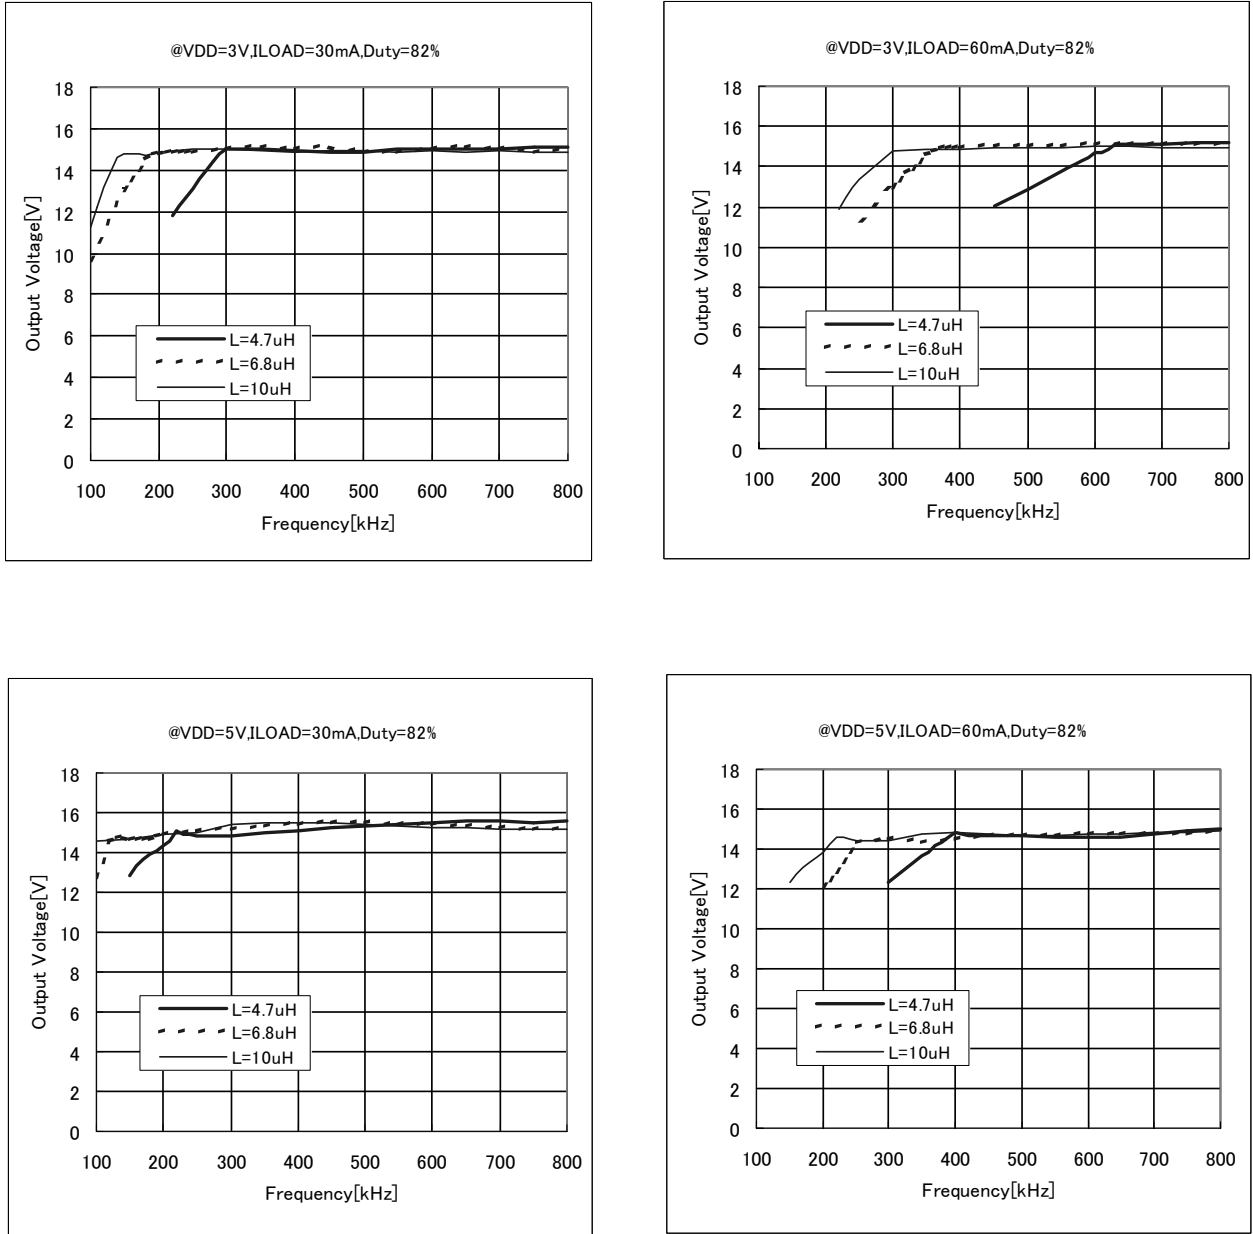 @VDD=3V,ILOAD=30mA,Duty=82%
18
16
14
12
10
8
6
4
2
0
Output Voltage[V]
L=4.7uH
L=6.8uH
L=10uH
100 200 300 400 500 600 700 800
Frequency[kHz]
@VDD=3V,ILOAD=60mA,Duty=82%
18
16
14
12
10
8
6
4
2
0
Output Voltage[V]
L=4.7uH
L=6.8uH
L=10uH
100 200 300 400 500 600 700 800
Frequency[kHz]
@VDD=5V,ILOAD=30mA,Duty=82%
18
16
14
12
10
8
6
4
2
0
Output Voltage[V]
L=4.7uH
L=6.8uH
L=10uH
100 200 300 400 500 600 700 800
Frequency[kHz]
@VDD=5V,ILOAD=60mA,Duty=82%
18
16
14
12
10
8
6
4
2
0
Output Voltage[V]
L=4.7uH
L=6.8uH
L=10uH
100 200 300 400 500 600 700 800
Frequency[kHz]